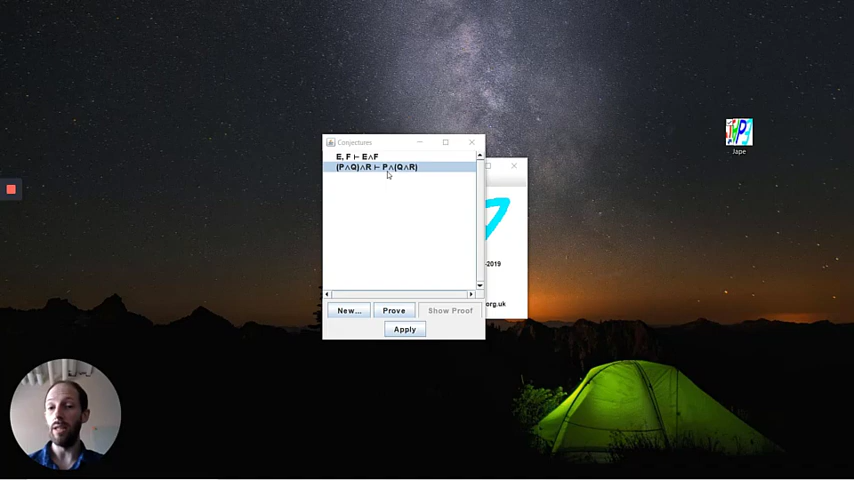 Conjectures
E, F ⊢ E∧F
(P∧Q)∧R ⊢ P∧(Q∧R)
-2019
org.uk
New...
Prove
Show Proof
Apply
Jape